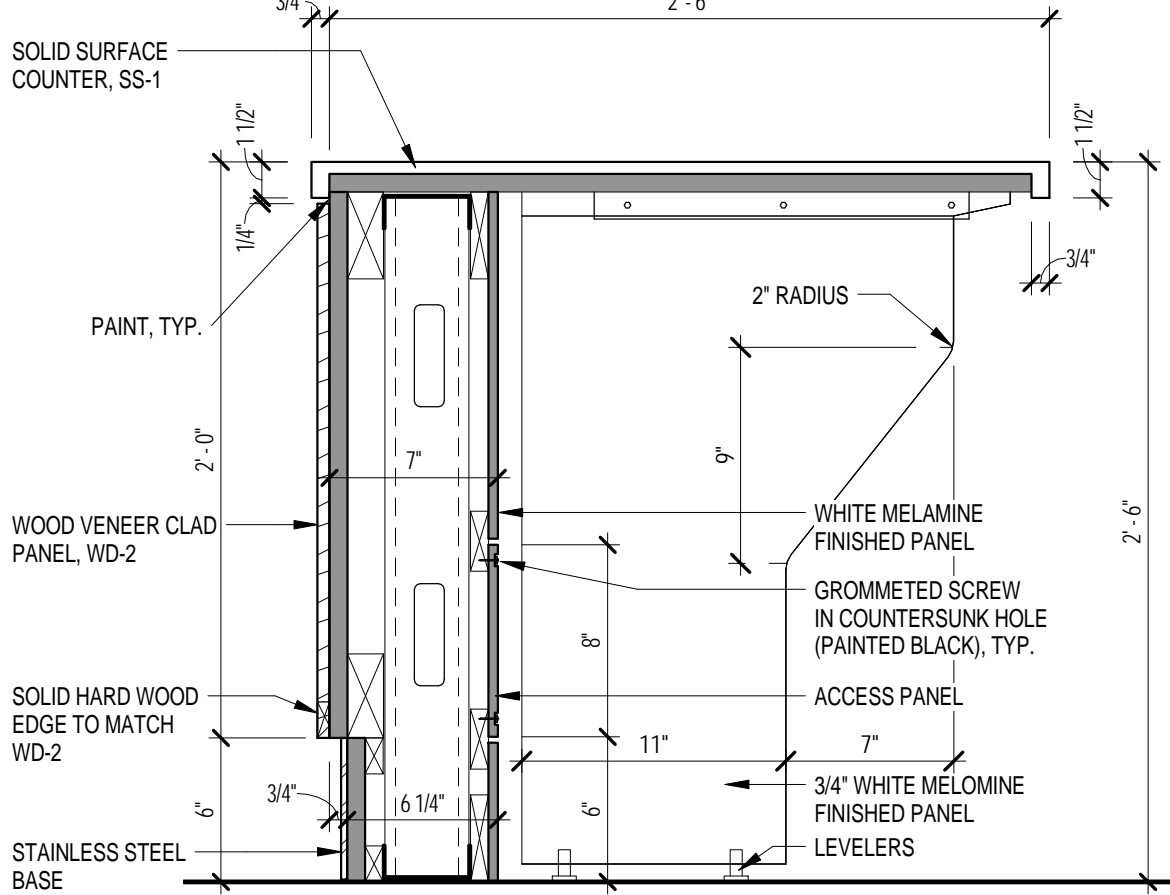 3/4"
2' - 6"
SOLID SURFACE
COUNTER, SS-1
1 1/2"
1 1/2"
1/4"
3/4"
2" RADIUS
PAINT, TYP.
2' - 0"
7"
9"
2' - 6"
WOOD VENEER CLAD
PANEL, WD-2
WHITE MELAMINE
FINISHED PANEL
GROMMETED SCREW
IN COUNTERSUNK HOLE
(PAINTED BLACK), TYP.
8"
SOLID HARD WOOD
EDGE TO MATCH
WD-2
ACCESS PANEL
11"
7"
3/4"
6 1/4"
6"
6"
3/4" WHITE MELOMINE
FINISHED PANEL
STAINLESS STEEL
BASE
LEVELERS